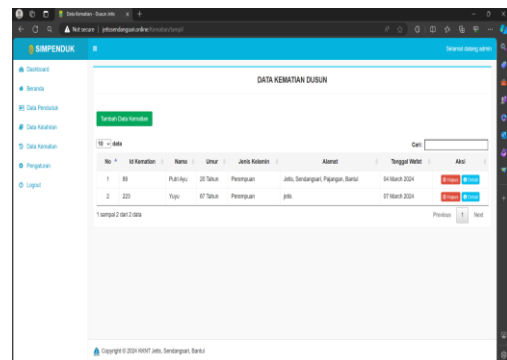 Data Kematian - Dusun Jetis
Not secure | jetissendangsari.online/Kematian/tampil
SIMPENDUK
Selamat datang admin
Dashboard
Beranda
Data Penduduk
Data Kelahiran
Data Kematian
Pengaturan
Logout
DATA KEMATIAN DUSUN
Tambah Data Kematian
10 data
Cari:
No Id Kematian Nama Umur Jenis Kelamin Alamat Tanggal Wafat Aksi
1 88 Putri Ayu 20 Tahun Perempuan Jetis, Sendangsari, Pajangan, Bantul 04 March 2024 Hapus Detail
2 223 Yuyu 67 Tahun Perempuan jetis 07 March 2024 Hapus Detail
1 sampai 2 dari 2 data
Previous 1 Next
Copyright © 2024 KKNT Jetis, Sendangsari, Bantul